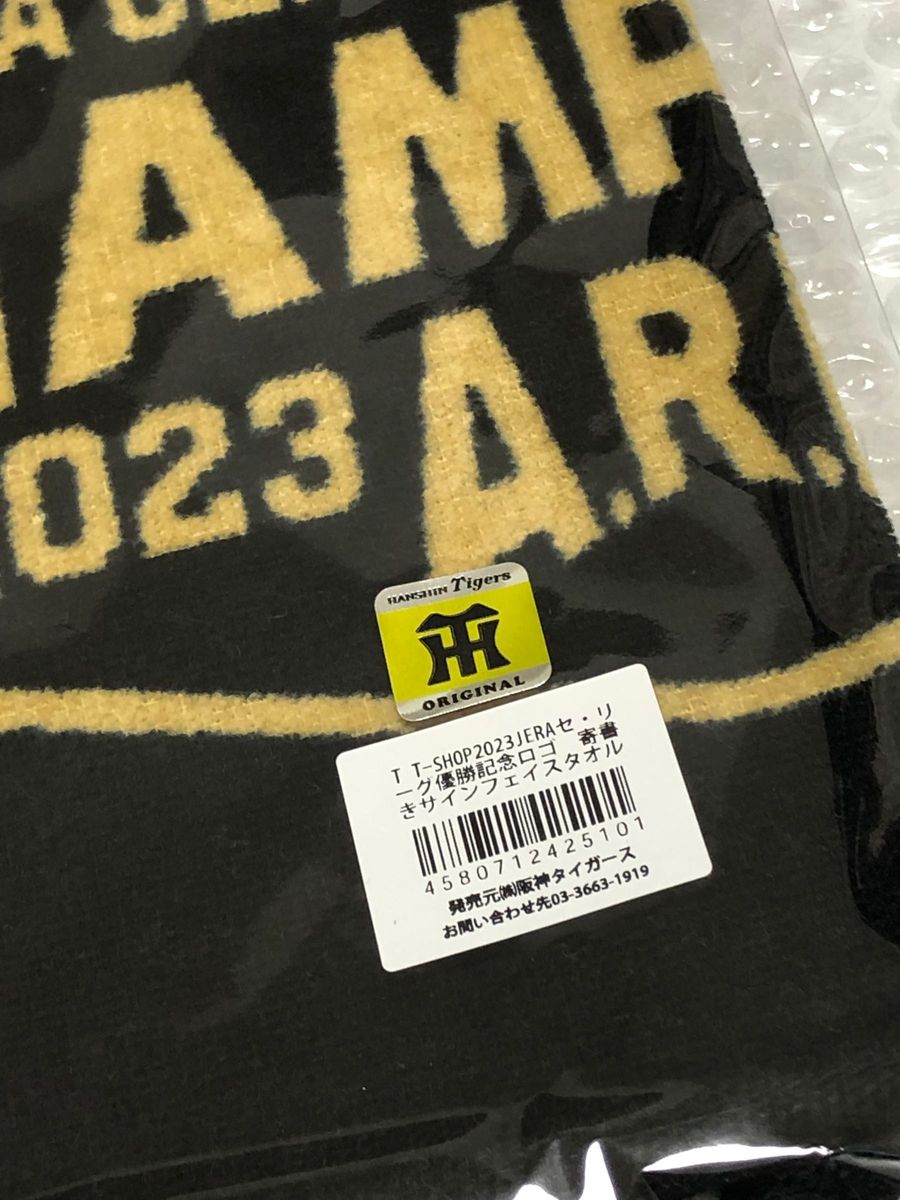 AMP
2023 A.R.
HANSHIN Tigers
TH
ORIGINAL
T T-SHOP2023JERAセ・リ
ーグ優勝記念ロゴ 寄書
きサインフェイスタオル
4580712425101
発売元㈱阪神タイガース
お問い合わせ先03-3663-1919